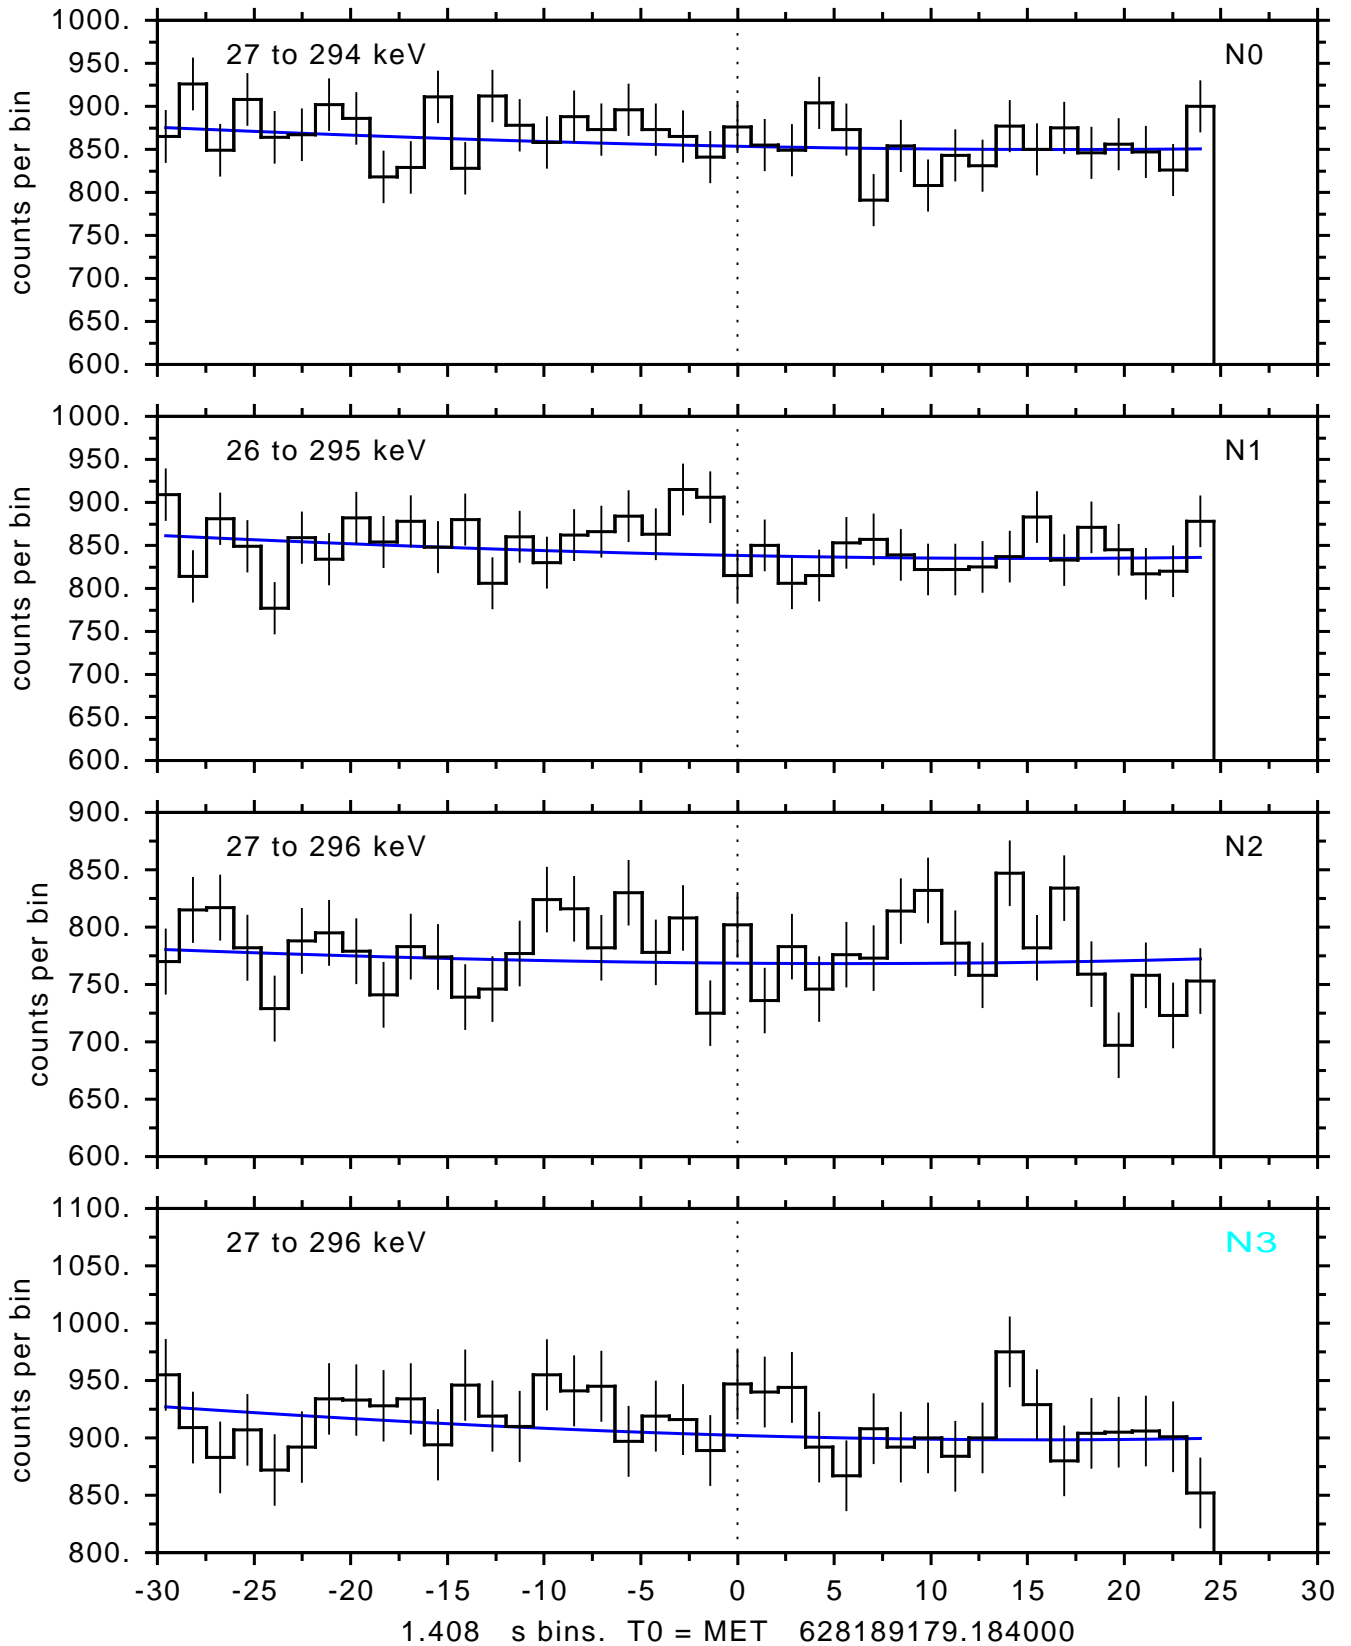 1000.
950.
900.
850.
800.
750.
700.
650.
600.
counts per bin
27 to 294 keV
N0
1000.
950.
900.
850.
800.
750.
700.
650.
600.
counts per bin
26 to 295 keV
N1
900.
850.
800.
750.
700.
650.
600.
counts per bin
27 to 296 keV
N2
1100.
1050.
1000.
950.
900.
850.
800.
counts per bin
27 to 296 keV
N3
-30 -25 -20 -15 -10 -5 0 5 10 15 20 25 30
1.408 s bins. T0 = MET 628189179.184000